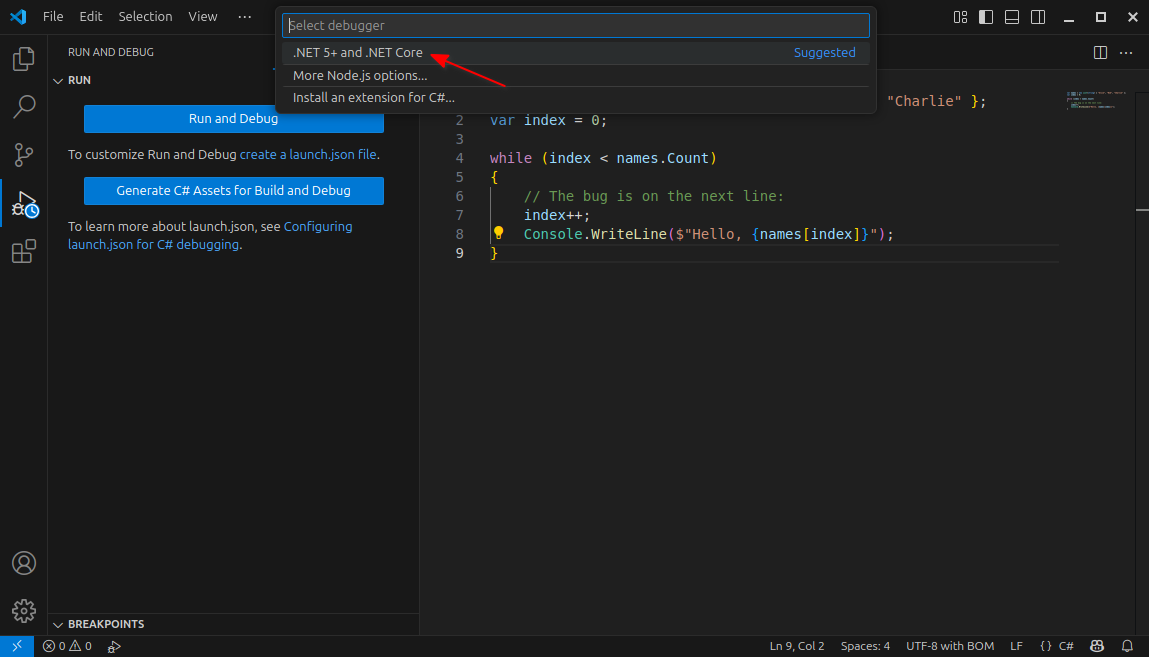 File Edit Selection View ...
Select debugger
.NET 5+ and .NET Core Suggested
More Node.js options...
Install an extension for C#...
RUN AND DEBUG
RUN
Run and Debug
To customize Run and Debug create a launch.json file.
Generate C# Assets for Build and Debug
To learn more about launch.json, see Configuring
launch.json for C# debugging.
BREAKPOINTS
"Charlie" };
2 var index = 0;
3
4 while (index < names.Count)
5 {
6 // The bug is on the next line:
7 index++;
8 Console.WriteLine($"Hello, {names[index]}");
9 }
0 0 Ln 9, Col 2 Spaces: 4 UTF-8 with BOM LF {} C#